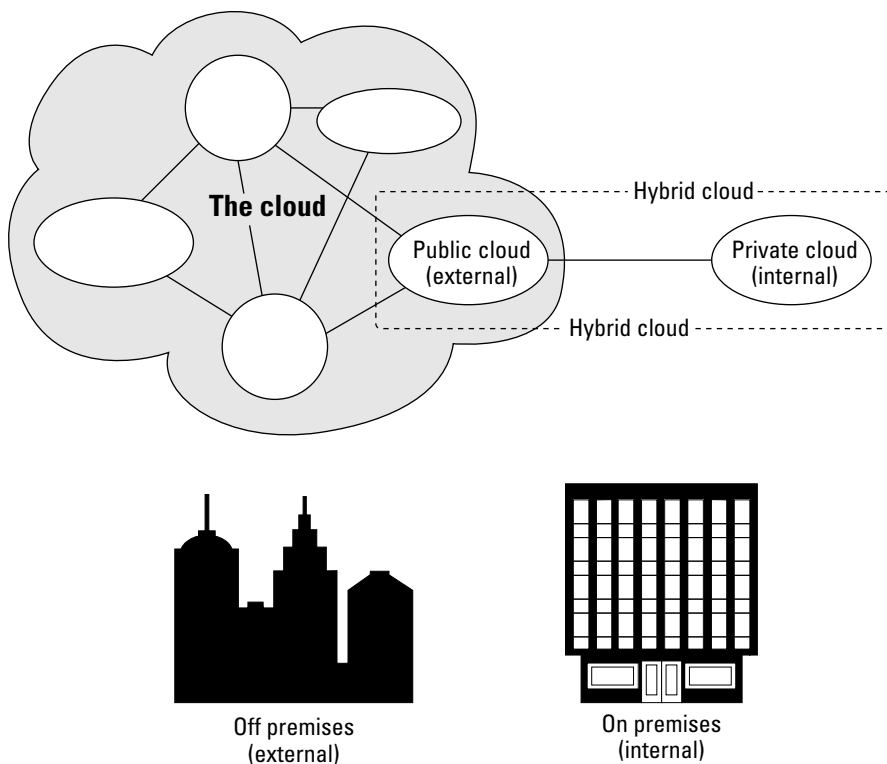 Hybrid cloud
The cloud
Public cloud
(external)
Private cloud
(internal)
Hybrid cloud
Off premises
(external)
On premises
(internal)